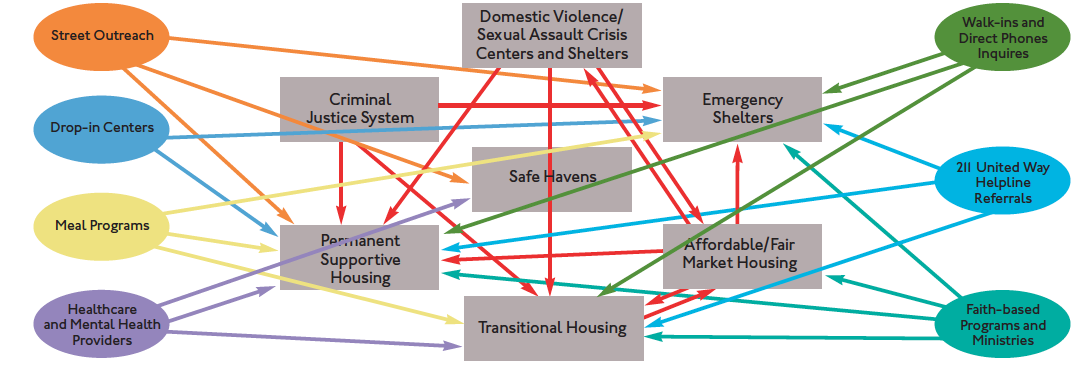 Street Outreach
Domestic Violence/
Sexual Assault Crisis
Centers and Shelters
Walk-ins and
Direct Phones
Inquires
Criminal
Justice System
Emergency
Shelters
Drop-in Centers
Safe Havens
211 United Way
Helpline
Referrals
Meal Programs
Permanent
Supportive
Housing
Affordable/Fair
Market Housing
Healthcare
and Mental Health
Providers
Transitional Housing
Faith-based
Programs and
Ministries